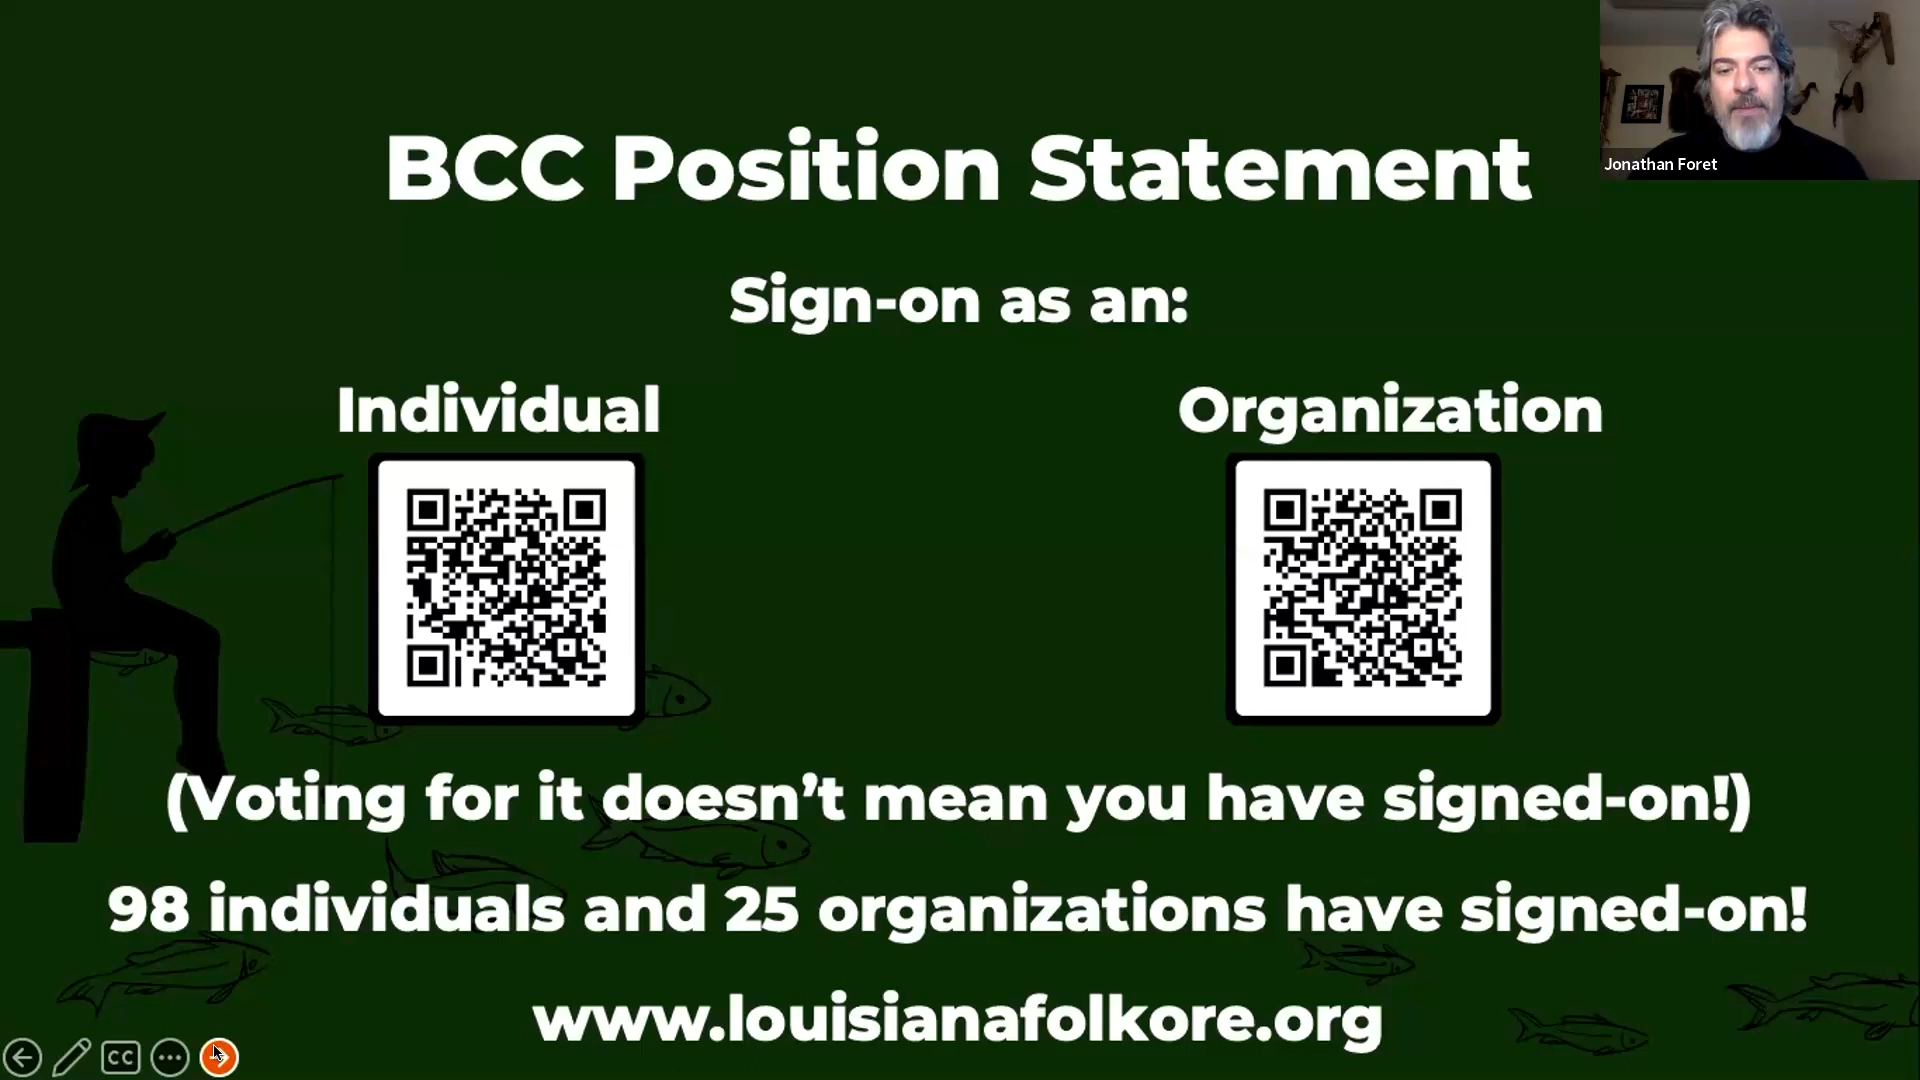 BCC Position Statement
Jonathan Foret
Sign-on as an:
Individual
Organization
(Voting for it doesn’t mean you have signed-on!)
98 individuals and 25 organizations have signed-on!
www.louisianafolkore.org
CC